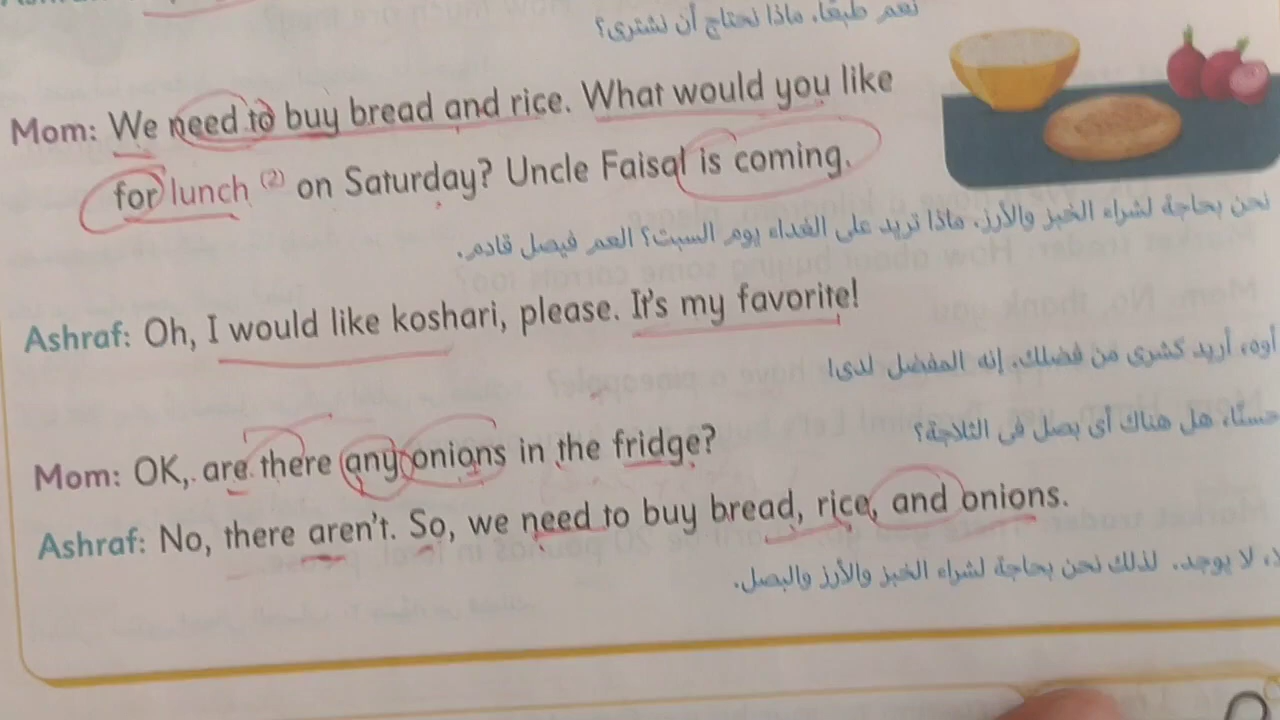 نعم طبعًا. ماذا نحتاج أن نشترى؟
Mom: We need to buy bread and rice. What would you like
for lunch (2) on Saturday? Uncle Faisal is coming.
نحن بحاجة لشراء الخبز والأرز. ماذا تريد على الغداء يوم السبت؟ العم فيصل قادم.
Ashraf: Oh, I would like koshari, please. It's my favorite!
أوه، أريد كشرى من فضلك. إنه المفضل لدى!
Mom: OK, are there any onions in the fridge?
حسنًا، هل هناك أى بصل فى الثلاجة؟
Ashraf: No, there aren't. So, we need to buy bread, rice, and onions.
لا، لا يوجد. لذلك نحن بحاجة لشراء الخبز والأرز والبصل.